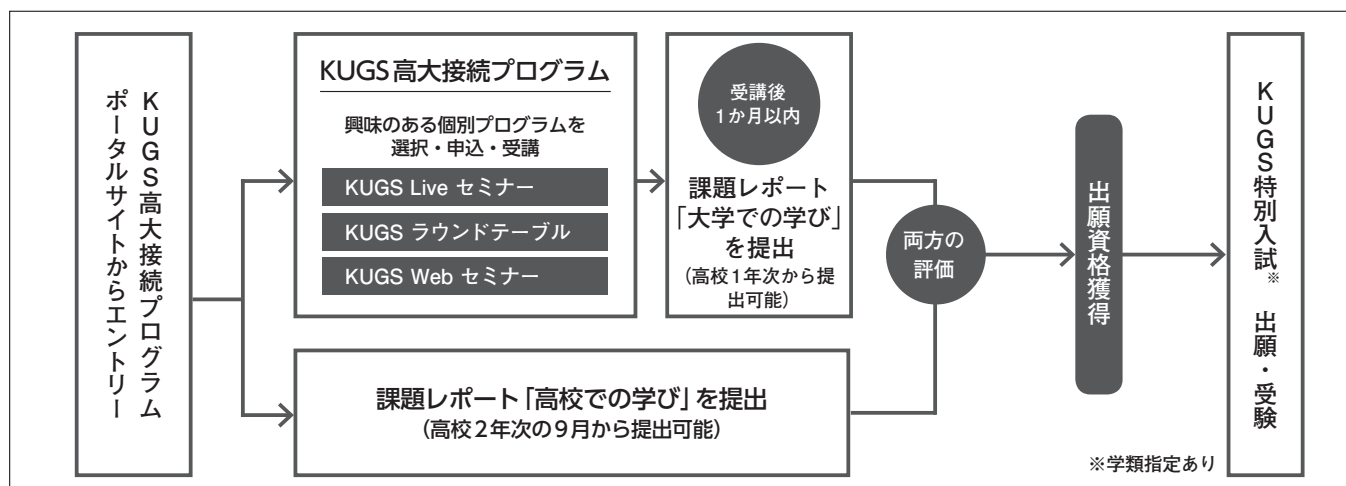 KUGS高大接続プログラム
ポータルサイトからエントリー
KUGS高大接続プログラム
興味のある個別プログラムを
選択・申込・受講
KUGS Live セミナー
KUGS ラウンドテーブル
KUGS Web セミナー
受講後
1か月以内
課題レポート
「大学での学び」
を提出
(高校1年次から提
出可能)
課題レポート「高校での学び」を提出
(高校2年次の9月から提出可能)
両方の
評価
出願資格獲得
KUGS特別入試※ 出願・受験
※学類指定あり